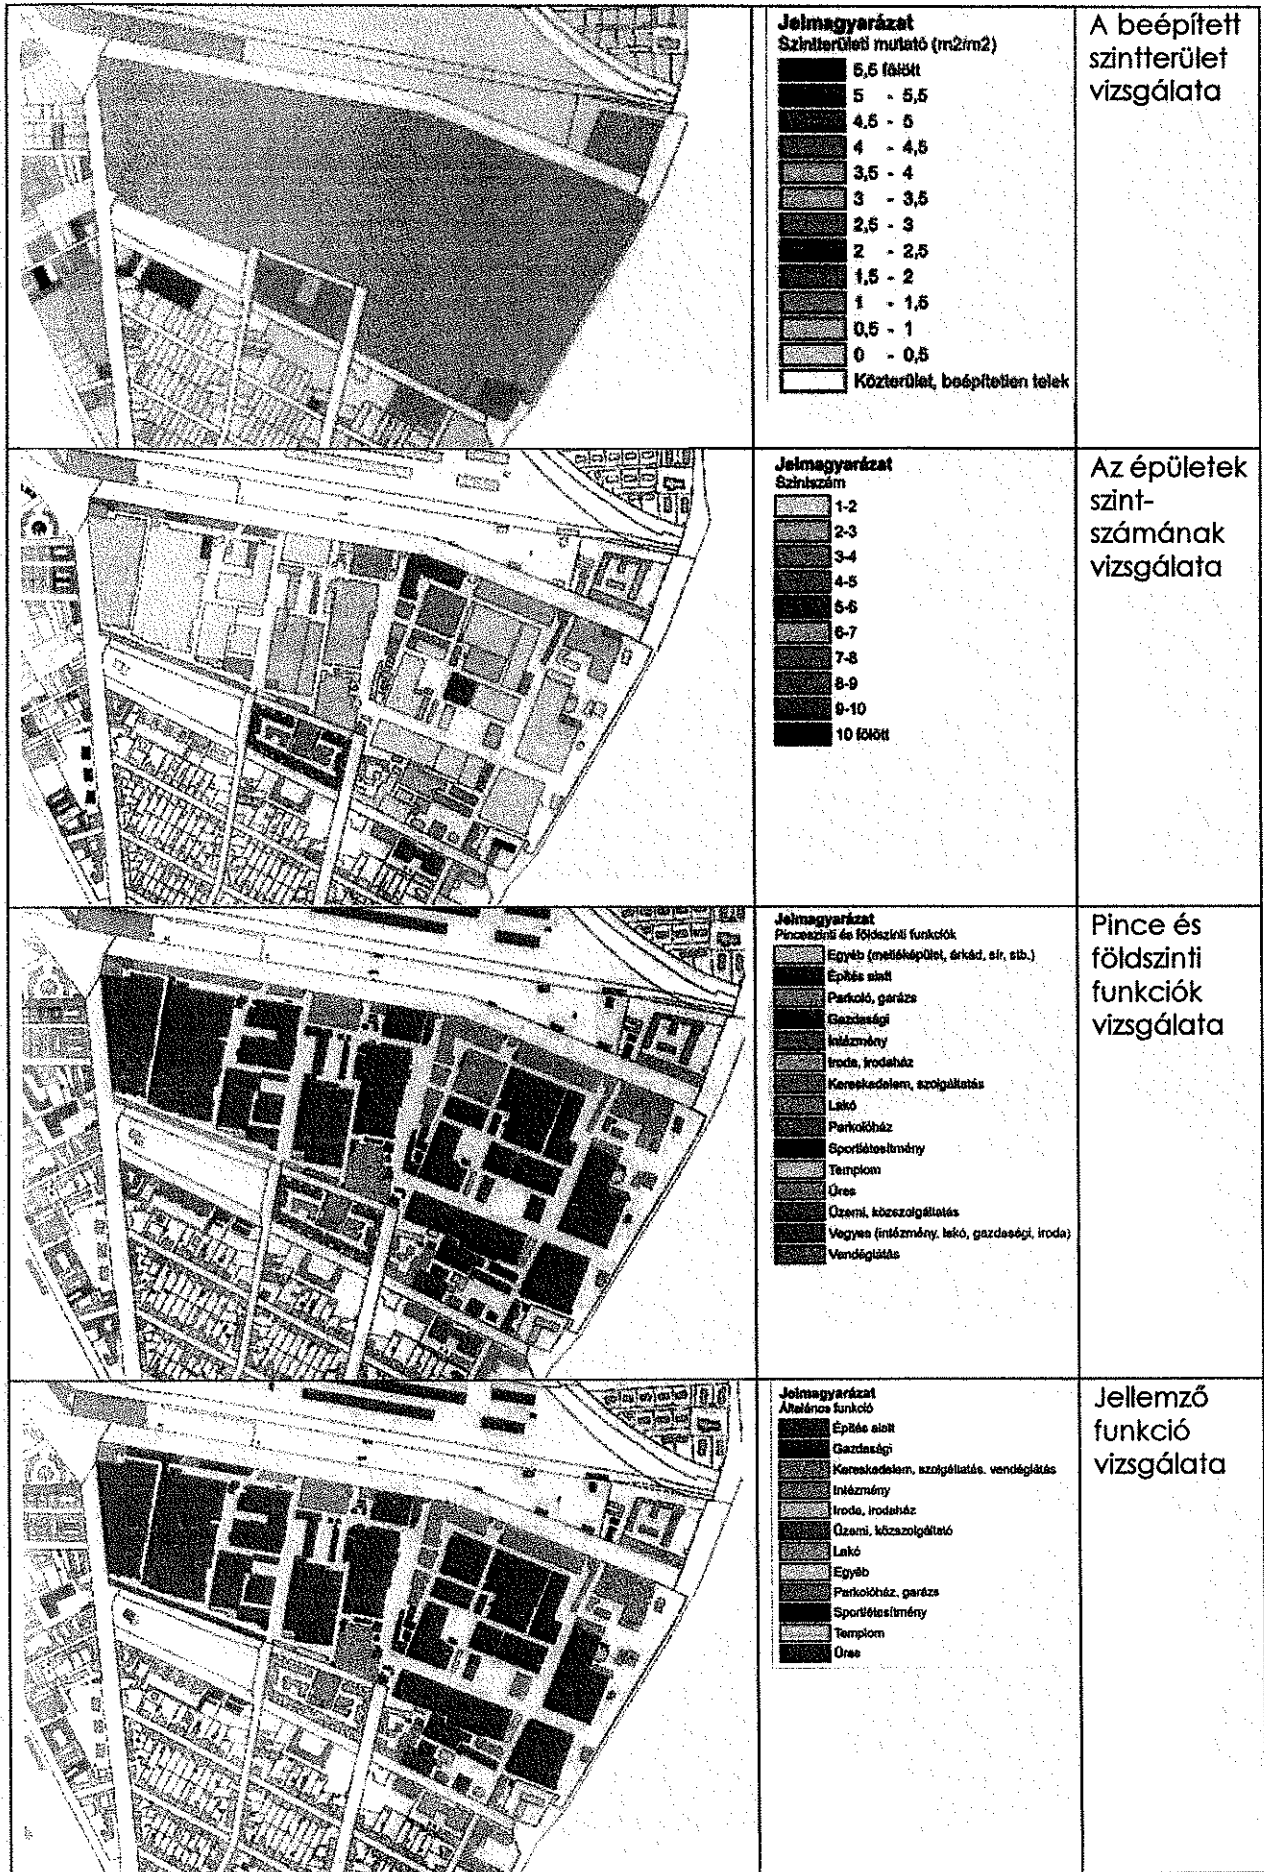 Jelmagyarázat
Szintterületi mutató (m2/m2)
5,5 fölött
5 - 5,5
4,5 - 5
4 - 4,5
3,5 - 4
3 - 3,5
2,5 - 3
2 - 2,5
1,5 - 2
1 - 1,5
0,5 - 1
0 - 0,5
Közterület, beépítetlen telek
A beépített
szintterület
vizsgálata
Jelmagyarázat
Szintszám
1-2
2-3
3-4
4-5
5-6
6-7
7-8
8-9
9-10
10 fölött
Az épületek
szint-
számának
vizsgálata
Jelmagyarázat
Pinceszinti és földszinti funkciók
Egyéb (melléképület, árkád, sír, stb.)
Építés alatt
Parkoló, garázs
Gazdasági
Intézmény
Iroda, irodaház
Kereskedelem, szolgáltatás
Lakó
Parkolóház
Sportlétesítmény
Templom
Üres
Üzemi, közszolgáltatás
Vegyes (intézmény, lakó, gazdasági, iroda)
Vendéglátás
Pince és
földszinti
funkciók
vizsgálata
Jelmagyarázat
Általános funkció
Építés alatt
Gazdasági
Kereskedelem, szolgáltatás, vendéglátás
Intézmény
Iroda, irodaház
Üzemi, közszolgáltató
Lakó
Egyéb
Parkolóház, garázs
Sportlétesítmény
Templom
Üres
Jellemző
funkció
vizsgálata